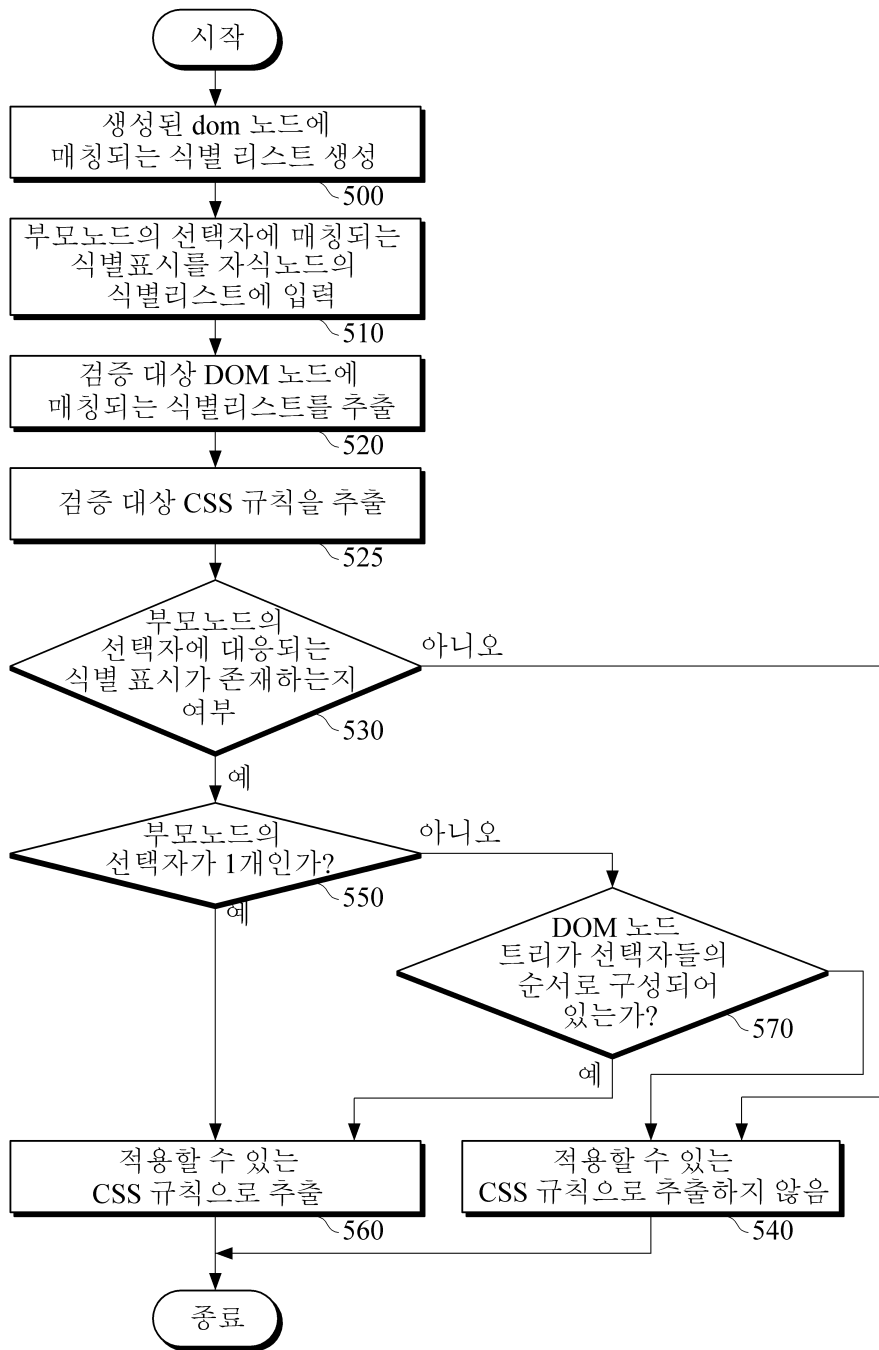 시작
생성된 dom 노드에
매칭되는 식별 리스트 생성
500
부모노드의 선택자에 매칭되는
식별표시를 자식노드의
식별리스트에 입력
510
검증 대상 DOM 노드에
매칭되는 식별리스트를 추출
520
검증 대상 CSS 규칙을 추출
525
부모노드의
선택자에 대응되는
식별 표시가 존재하는지
여부
아니오
530
예
부모노드의
선택자가 1개인가?
아니오
550
예
DOM 노드
트리가 선택자들의
순서로 구성되어
있는가?
570
예
적용할 수 있는
CSS 규칙으로 추출
560
적용할 수 있는
CSS 규칙으로 추출하지 않음
540
종료